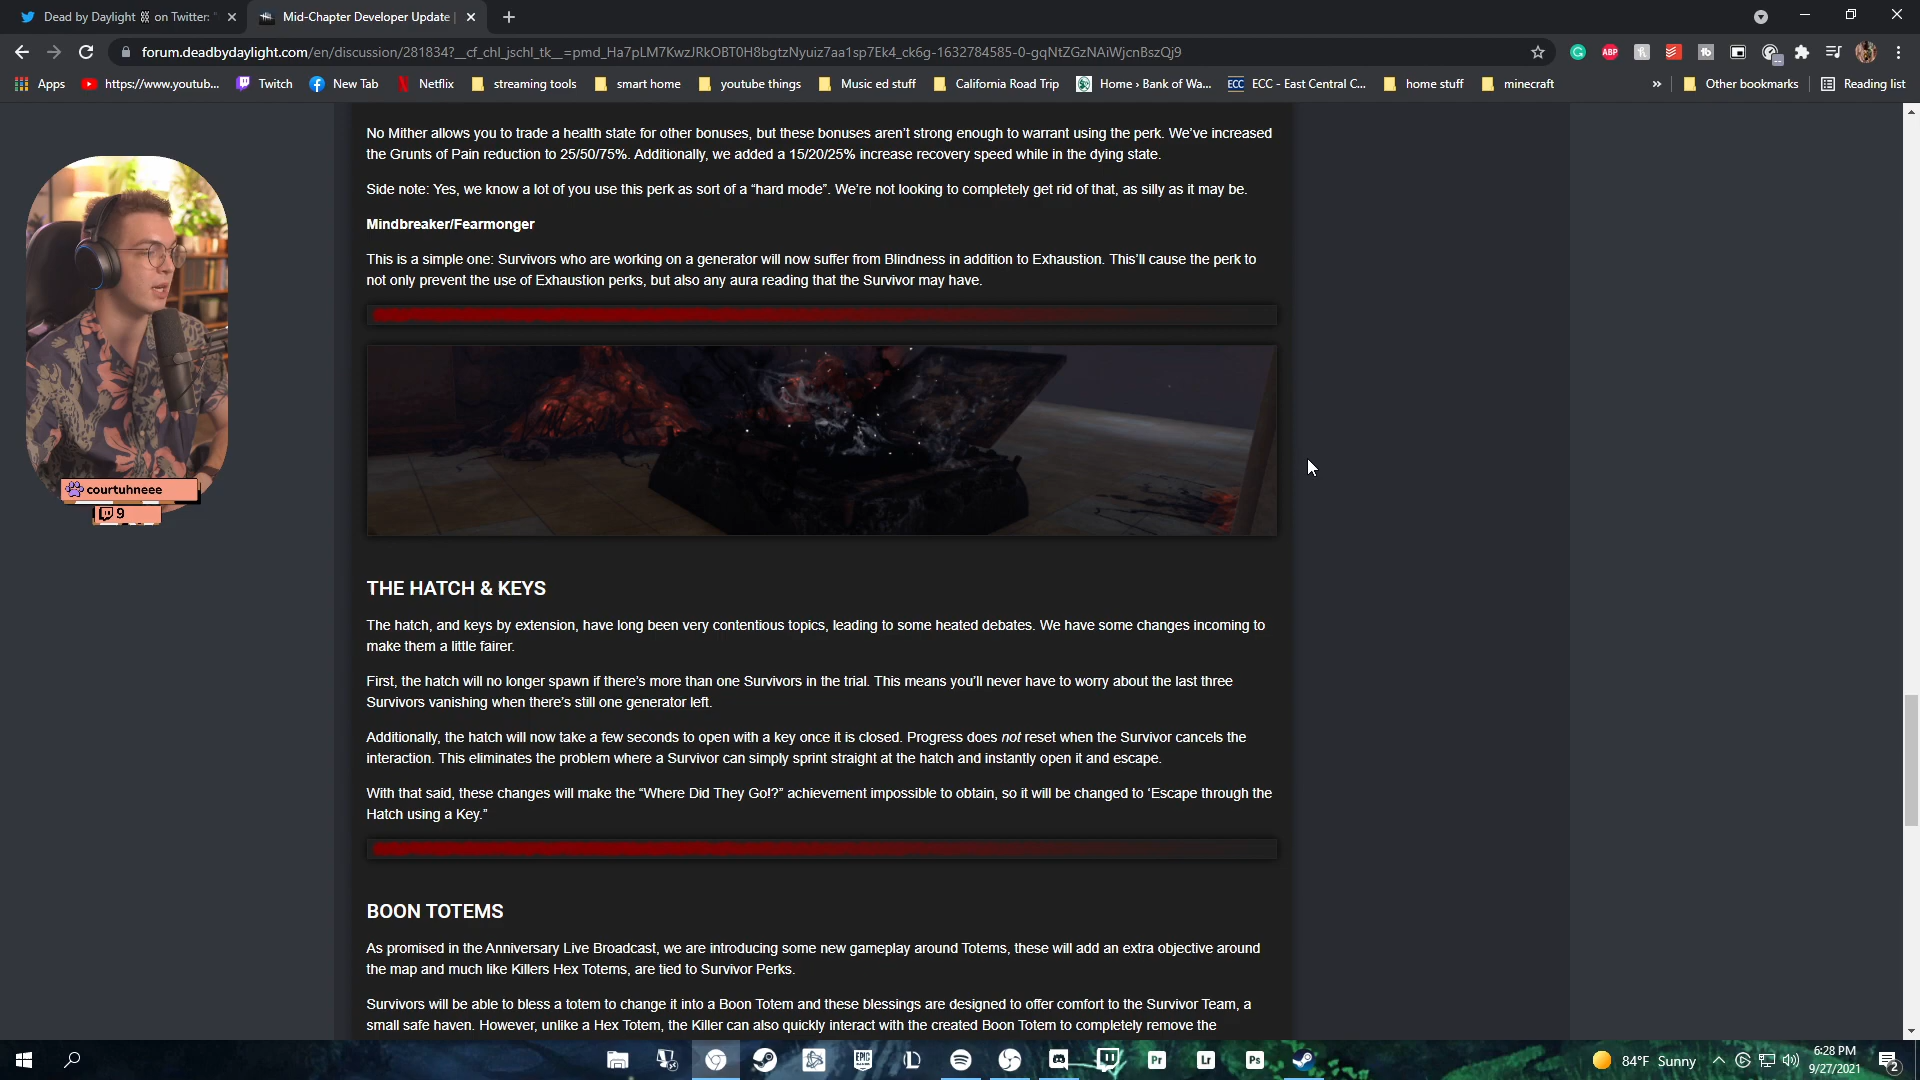 Dead by Daylight on Twitter: "
Mid-Chapter Developer Update |
forum.deadbydaylight.com/en/discussion/281834?__cf_chl_jschl_tk__=pmd_Ha7pLM7KwzJRkOBT0H8bgtzNyuiz7aa1sp7Ek4_ck6g-1632784585-0-gqNtZGzNAiWjcnBszQj9
ABP
Apps https://www.youtub... Twitch New Tab Netflix streaming tools smart home youtube things Music ed stuff California Road Trip Home › Bank of Wa... ECC ECC - East Central C... home stuff minecraft » Other bookmarks Reading list
No Mither allows you to trade a health state for other bonuses, but these bonuses aren't strong enough to warrant using the perk. We've increased
the Grunts of Pain reduction to 25/50/75%. Additionally, we added a 15/20/25% increase recovery speed while in the dying state.
Side note: Yes, we know a lot of you use this perk as sort of a “hard mode”. We're not looking to completely get rid of that, as silly as it may be.
Mindbreaker/Fearmonger
This is a simple one: Survivors who are working on a generator will now suffer from Blindness in addition to Exhaustion. This'll cause the perk to
not only prevent the use of Exhaustion perks, but also any aura reading that the Survivor may have.
courtuhneee
9
THE HATCH & KEYS
The hatch, and keys by extension, have long been very contentious topics, leading to some heated debates. We have some changes incoming to
make them a little fairer.
First, the hatch will no longer spawn if there's more than one Survivors in the trial. This means you'll never have to worry about the last three
Survivors vanishing when there's still one generator left.
Additionally, the hatch will now take a few seconds to open with a key once it is closed. Progress does not reset when the Survivor cancels the
interaction. This eliminates the problem where a Survivor can simply sprint straight at the hatch and instantly open it and escape.
With that said, these changes will make the “Where Did They Go!?” achievement impossible to obtain, so it will be changed to ‘Escape through the
Hatch using a Key.”
BOON TOTEMS
As promised in the Anniversary Live Broadcast, we are introducing some new gameplay around Totems, these will add an extra objective around
the map and much like Killers Hex Totems, are tied to Survivor Perks.
Survivors will be able to bless a totem to change it into a Boon Totem and these blessings are designed to offer comfort to the Survivor Team, a
small safe haven. However, unlike a Hex Totem, the Killer can also quickly interact with the created Boon Totem to completely remove the
EPIC
Pr Lr Ps
84°F Sunny
6:28 PM
9/27/2021
2